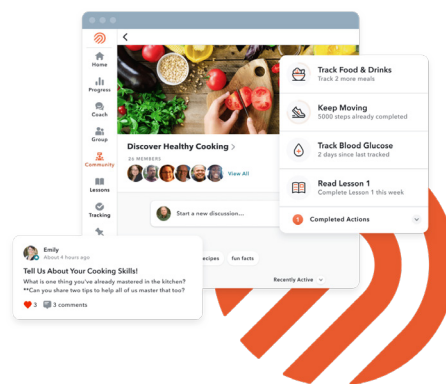 Home
Progress
Coach
Group
Community
Lessons
Tracking
Discover Healthy Cooking
26 MEMBERS
View All
Start a new discussion...
ecipes
fun facts
Recently Active
Track Food & Drinks
Track 2 more meals
Keep Moving
5000 steps already completed
Track Blood Glucose
2 days since last tracked
Read Lesson 1
Complete Lesson 1 this week
1 Completed Actions
Emily
About 4 hours ago
Tell Us About Your Cooking Skills!
What is one thing you've already mastered in the kitchen?
**Can you share two tips to help all of us master that too?
3 3 comments